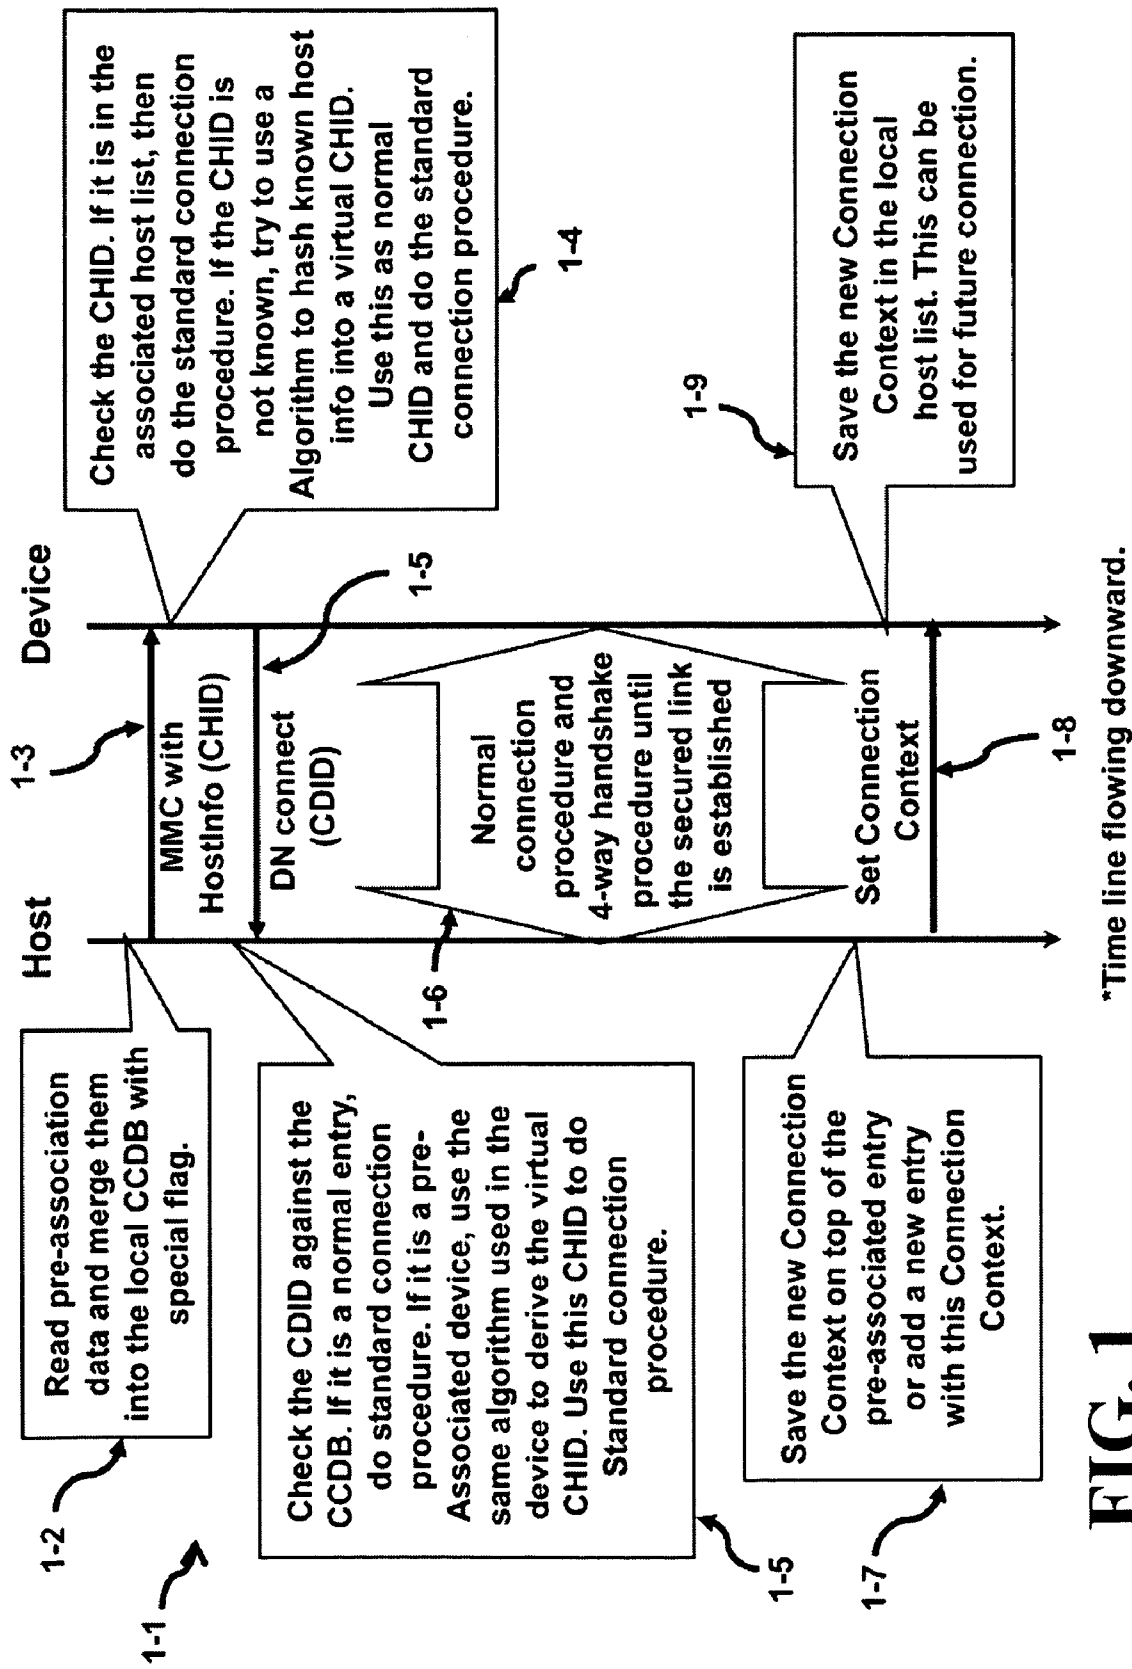 1-1
1-2
Read pre-association
data and merge them
into the local CCDB with
special flag.
Host
Device
1-3
MMC with
HostInfo (CHID)
Check the CHID. If it is in the
associated host list, then
do the standard connection
procedure. If the CHID is
not known, try to use a
Algorithm to hash known host
info into a virtual CHID.
Use this as normal
CHID and do the standard
connection procedure.
1-4
DN connect
(CDID)
1-5
Check the CDID against the
CCDB. If it is a normal entry,
do standard connection
procedure. If it is a pre-
Associated device, use the
same algorithm used in the
device to derive the virtual
CHID. Use this CHID to do
Standard connection
procedure.
1-5
1-6
Normal
connection
procedure and
4-way handshake
procedure until
the secured link
is established
Save the new Connection
Context on top of the
pre-associated entry
or add a new entry
with this Connection
Context.
1-7
Set Connection
Context
1-8
1-9
Save the new Connection
Context in the local
host list. This can be
used for future connection.
*Time line flowing downward.
FIG. 1